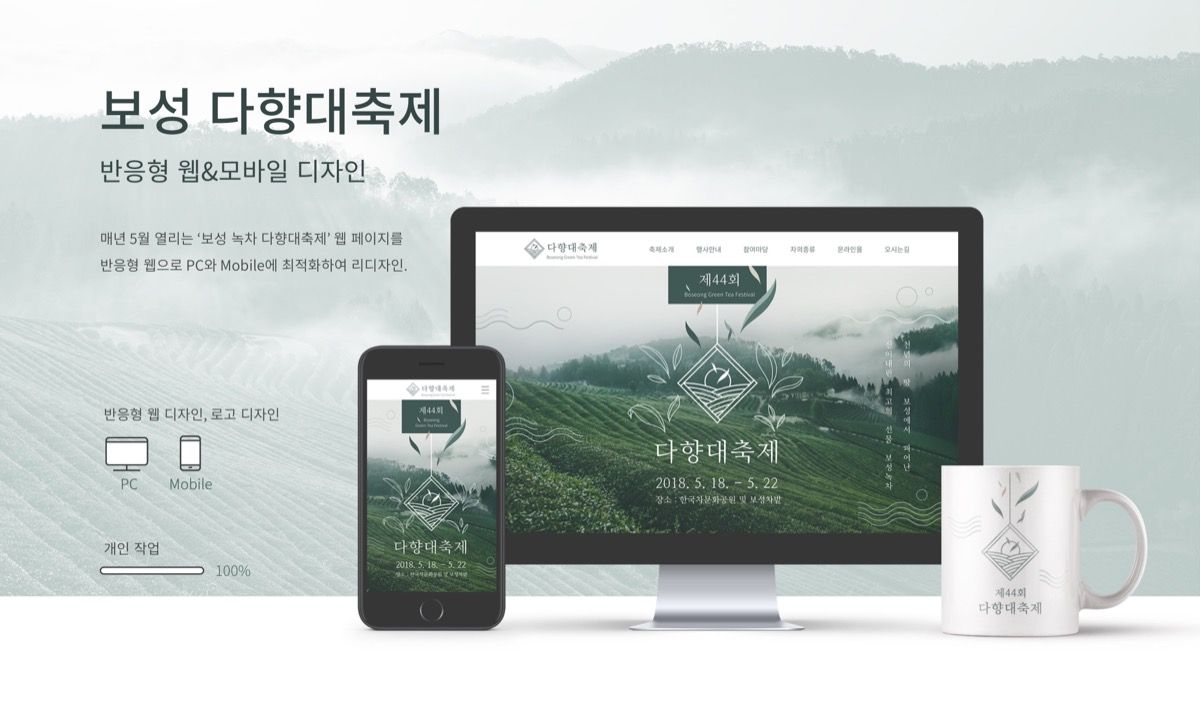 보성 다향대축제
반응형 웹&모바일 디자인
매년 5월 열리는 ‘보성 녹차 다향대축제’ 웹 페이지를
반응형 웹으로 PC와 Mobile에 최적화하여 리디자인.
반응형 웹 디자인, 로고 디자인
PC
Mobile
개인 작업
100%
다향대축제
Boseong Green Tea Festival
축제소개
행사안내
참여마당
차의종류
온라인몰
오시는길
제44회
Boseong Green Tea Festival
천년의 땅 보성에서 피어난
최고의 선물 보성녹차
다향대축제
2018. 5. 18. - 5. 22
장소 : 한국차문화공원 및 보성차밭
다향대축제
제44회
Boseong
Green Tea Festival
다향대축제
2018. 5. 18. - 5. 22
장소 : 한국차문화공원 및 보성차밭
제44회
다향대축제